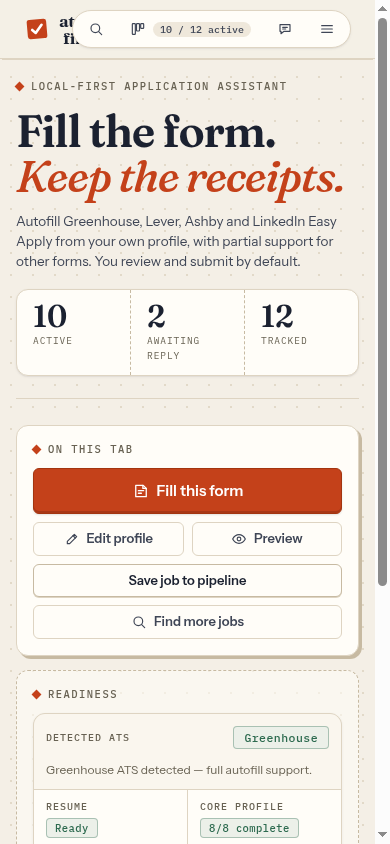 at
fi
10 / 12 active
LOCAL-FIRST APPLICATION ASSISTANT
Fill the form.
Keep the receipts.
Autofill Greenhouse, Lever, Ashby and LinkedIn Easy
Apply from your own profile, with partial support for
other forms. You review and submit by default.
10
ACTIVE
2
AWAITING
REPLY
12
TRACKED
ON THIS TAB
Fill this form
Edit profile
Preview
Save job to pipeline
Find more jobs
READINESS
DETECTED ATS
Greenhouse
Greenhouse ATS detected — full autofill support.
RESUME
Ready
CORE PROFILE
8/8 complete